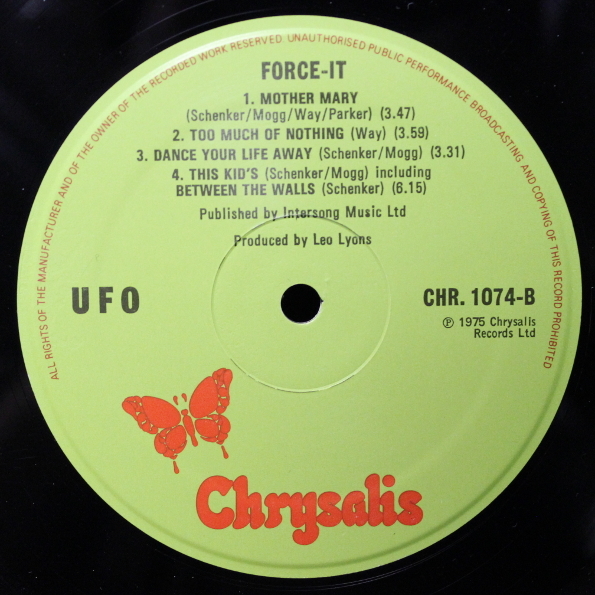 ALL RIGHTS OF THE MANUFACTURER AND OF THE OWNER OF THE RECORDED WORK RESERVED. UNAUTHORISED PUBLIC PERFORMANCE BROADCASTING AND COPYING OF THIS RECORD PROHIBITED
FORCE-IT
1. MOTHER MARY
(Schenker/Mogg/Way/Parker) (3.47)
2. TOO MUCH OF NOTHING (Way) (3.59)
3. DANCE YOUR LIFE AWAY (Schenker/Mogg) (3.31)
4. THIS KID'S (Schenker/Mogg) including
BETWEEN THE WALLS (Schenker) (6.15)
Published by Intersong Music Ltd
Produced by Leo Lyons
UFO
CHR. 1074-B
℗ 1975 Chrysalis
Records Ltd
Chrysalis